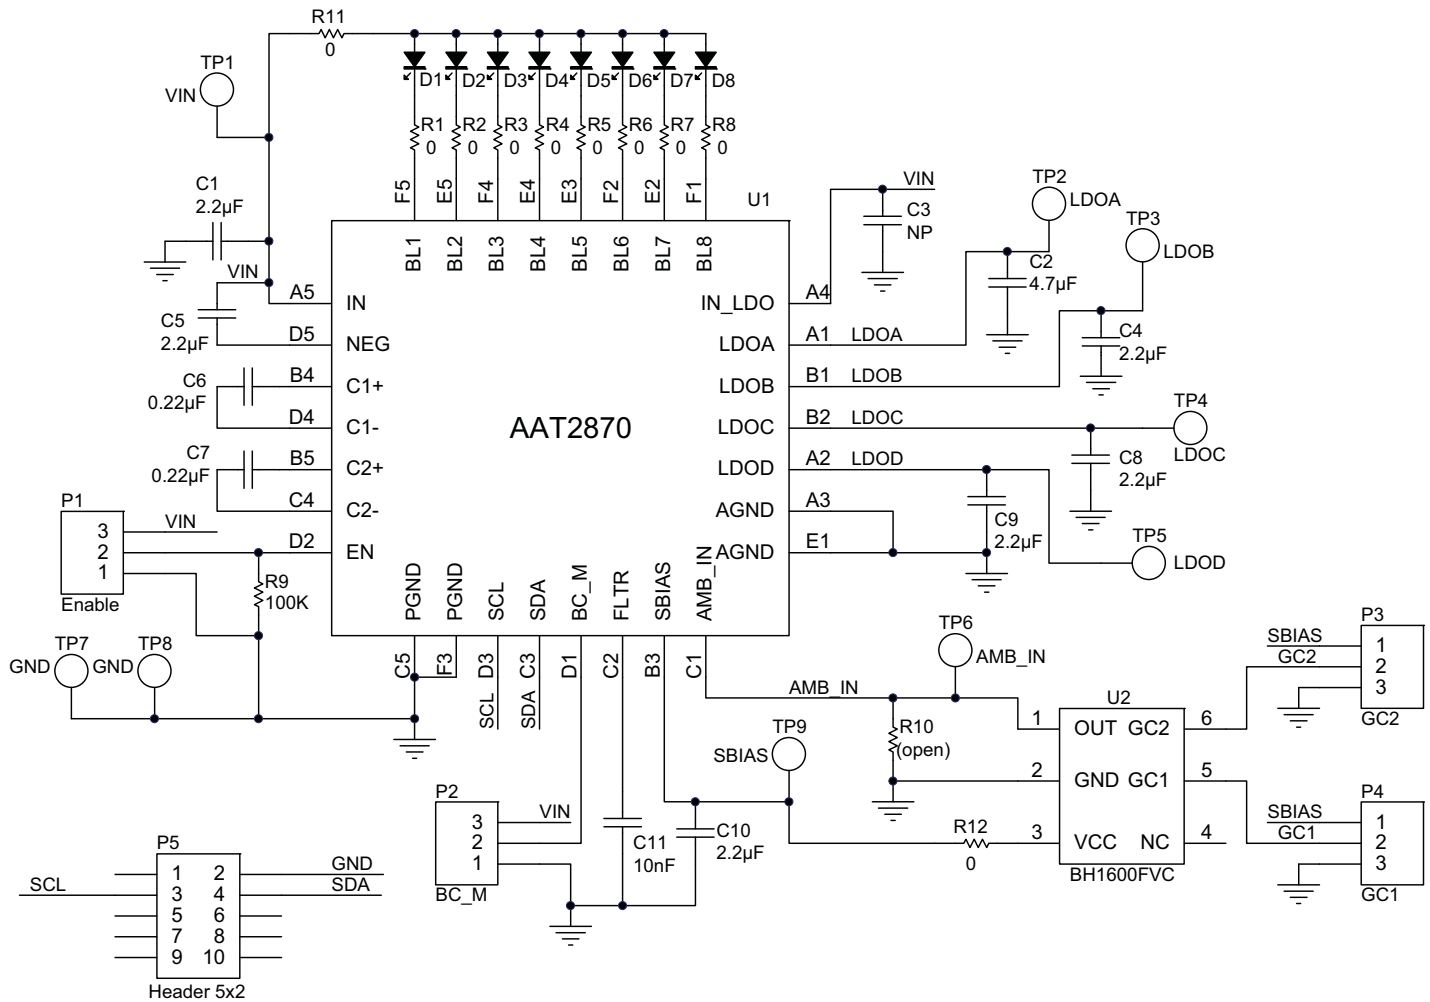 R11
0
TP1
VIN
D1 D2 D3 D4 D5 D6 D7 D8
R1 R2 R3 R4 R5 R6 R7 R8
0 0 0 0 0 0 0 0
F5 E5 F4 E4 E3 F2 E2 F1
BL1 BL2 BL3 BL4 BL5 BL6 BL7 BL8
U1
C1
2.2µF
VIN
C5
2.2µF
C6
0.22µF
C7
0.22µF
A5 IN
D5 NEG
B4 C1+
D4 C1-
B5 C2+
C4 C2-
D2 EN
AAT2870
IN_LDO A4
LDOA A1 LDOA
LDOB B1 LDOB
LDOC B2 LDOC
LDOD A2 LDOD
AGND A3
AGND E1
VIN
C3
NP
TP2
LDOA
C2
4.7µF
TP3
LDOB
C4
2.2µF
TP4
LDOC
C8
2.2µF
C9
2.2µF
TP5
LDOD
P1
3 VIN
2
1
Enable
R9
100K
TP7
GND
TP8
GND
PGND PGND SCL SDA BC_M FLTR SBIAS AMB_IN
C5 F3 D3 C3 D1 C2 B3 C1
SCL SDA
AMB_IN
TP6
AMB_IN
R10
(open)
TP9
SBIAS
U2
1 OUT GC2 6
2 GND GC1 5
3 VCC NC 4
BH1600FVC
R12
0
P3
SBIAS 1
GC2 2
3
GC2
P4
SBIAS 1
GC1 2
3
GC1
P2
3 VIN
2
1
BC_M
C11
10nF
C10
2.2µF
P5
1 2 GND
SCL 3 4 SDA
5 6
7 8
9 10
Header 5x2